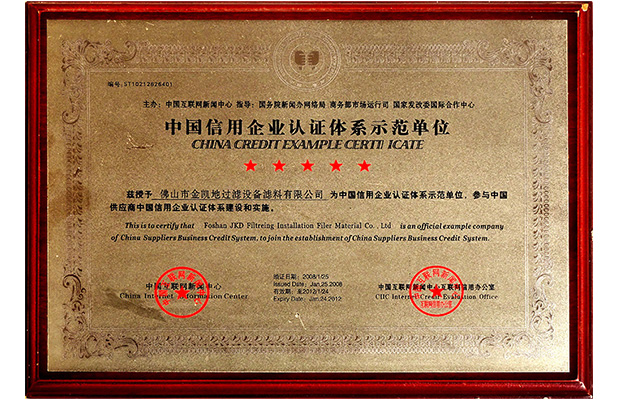 编号:ST10212826401
主办: 中国互联网新闻中心 指导: 国务院新闻办网络局 商务部市场运行司 国家发改委国际合作中心
中国信用企业认证体系示范单位
CHINA CREDIT EXAMPLE CERTI ICATE
兹授予 佛山市金凯地过滤设备滤料有限公司 为中国信用企业认证体系示范单位, 参与中国
供应商中国信用企业认证体系建设和实施。
This is to certify that Foshan JKD Filtreing Installation Filer Material Co., Ltd is an official example company
of China Suppliers Business Credit System, to join the establishment of China Suppliers Business Credit System.
中国互联网新闻中心
China Internet Information Center
颁证日期: 2008/1/25
Issued Date: Jan.25.2008
有效期: 至2012/1/24
Expiry Date: Jan.24.2012
中国互联网新闻中心互联网信用办公室
CIIC Internet Credit Evaluation Office